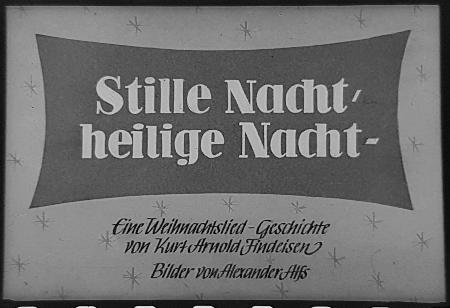 Stille Nacht,
heilige Nacht-
Eine Weihnachtslied-Geschichte
von Kurt Arnold Findeisen
Bilder von Alexander Alfs